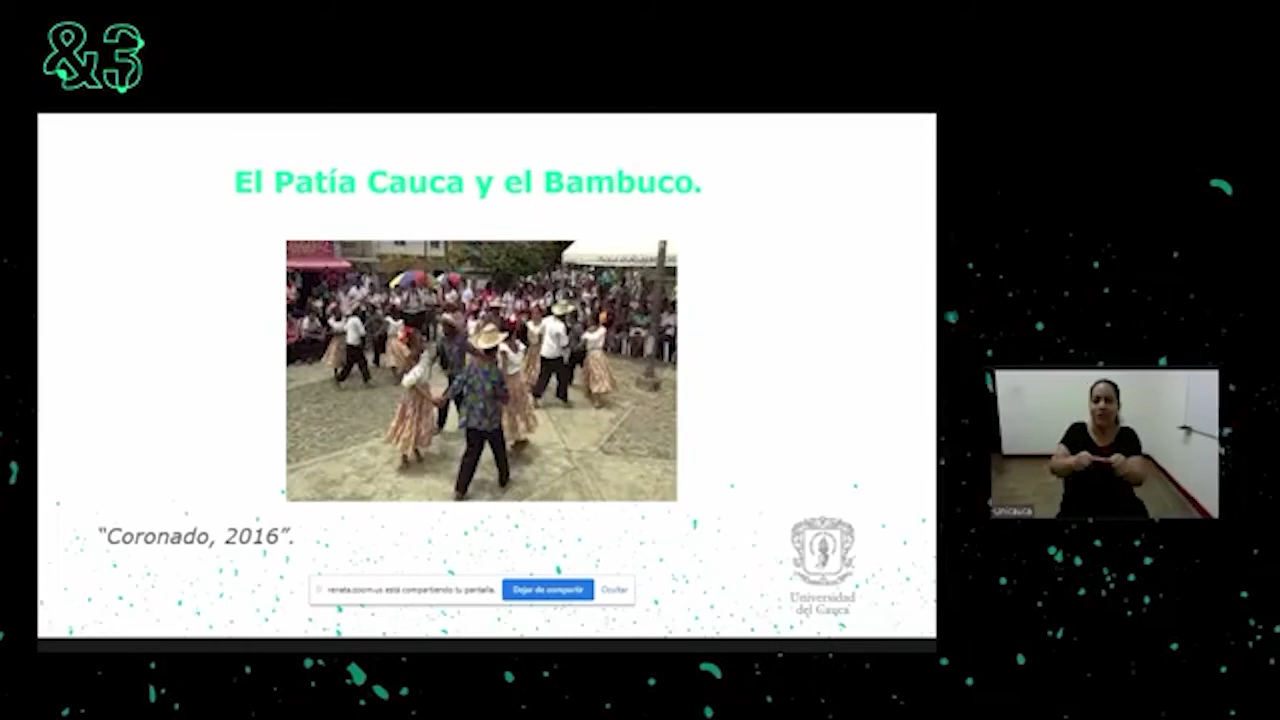 &3
El Patía Cauca y el Bambuco.
“Coronado, 2016”.
renata.zoom.us está compartiendo tu pantalla.
Dejar de compartir
Ocultar
Universidad
del Cauca
Unicauca